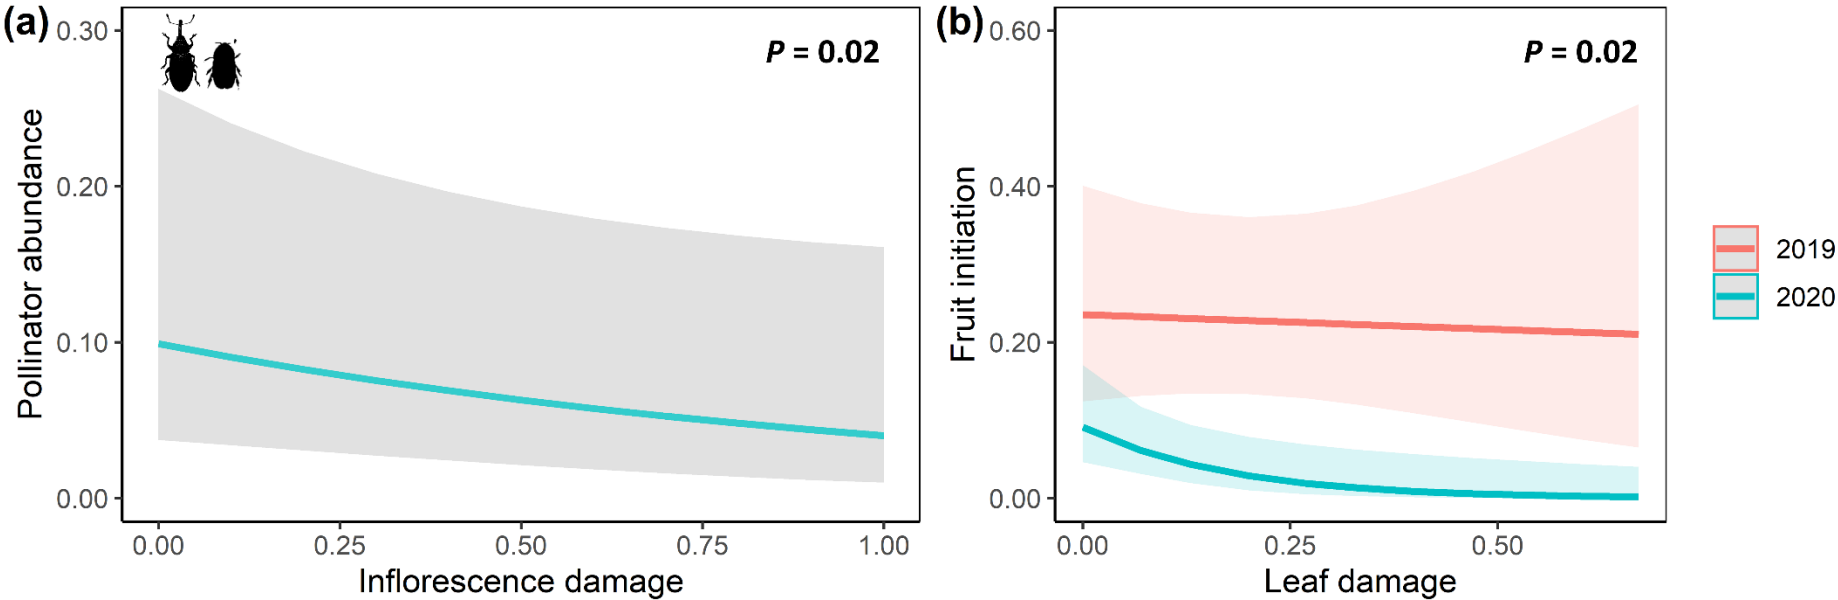 (a)
P = 0.02
Pollinator abundance
0.30
0.20
0.10
0.00
0.00 0.25 0.50 0.75 1.00
Inflorescence damage
(b)
P = 0.02
Fruit initiation
0.60
0.40
0.20
0.00
0.00 0.25 0.50
Leaf damage
2019
2020